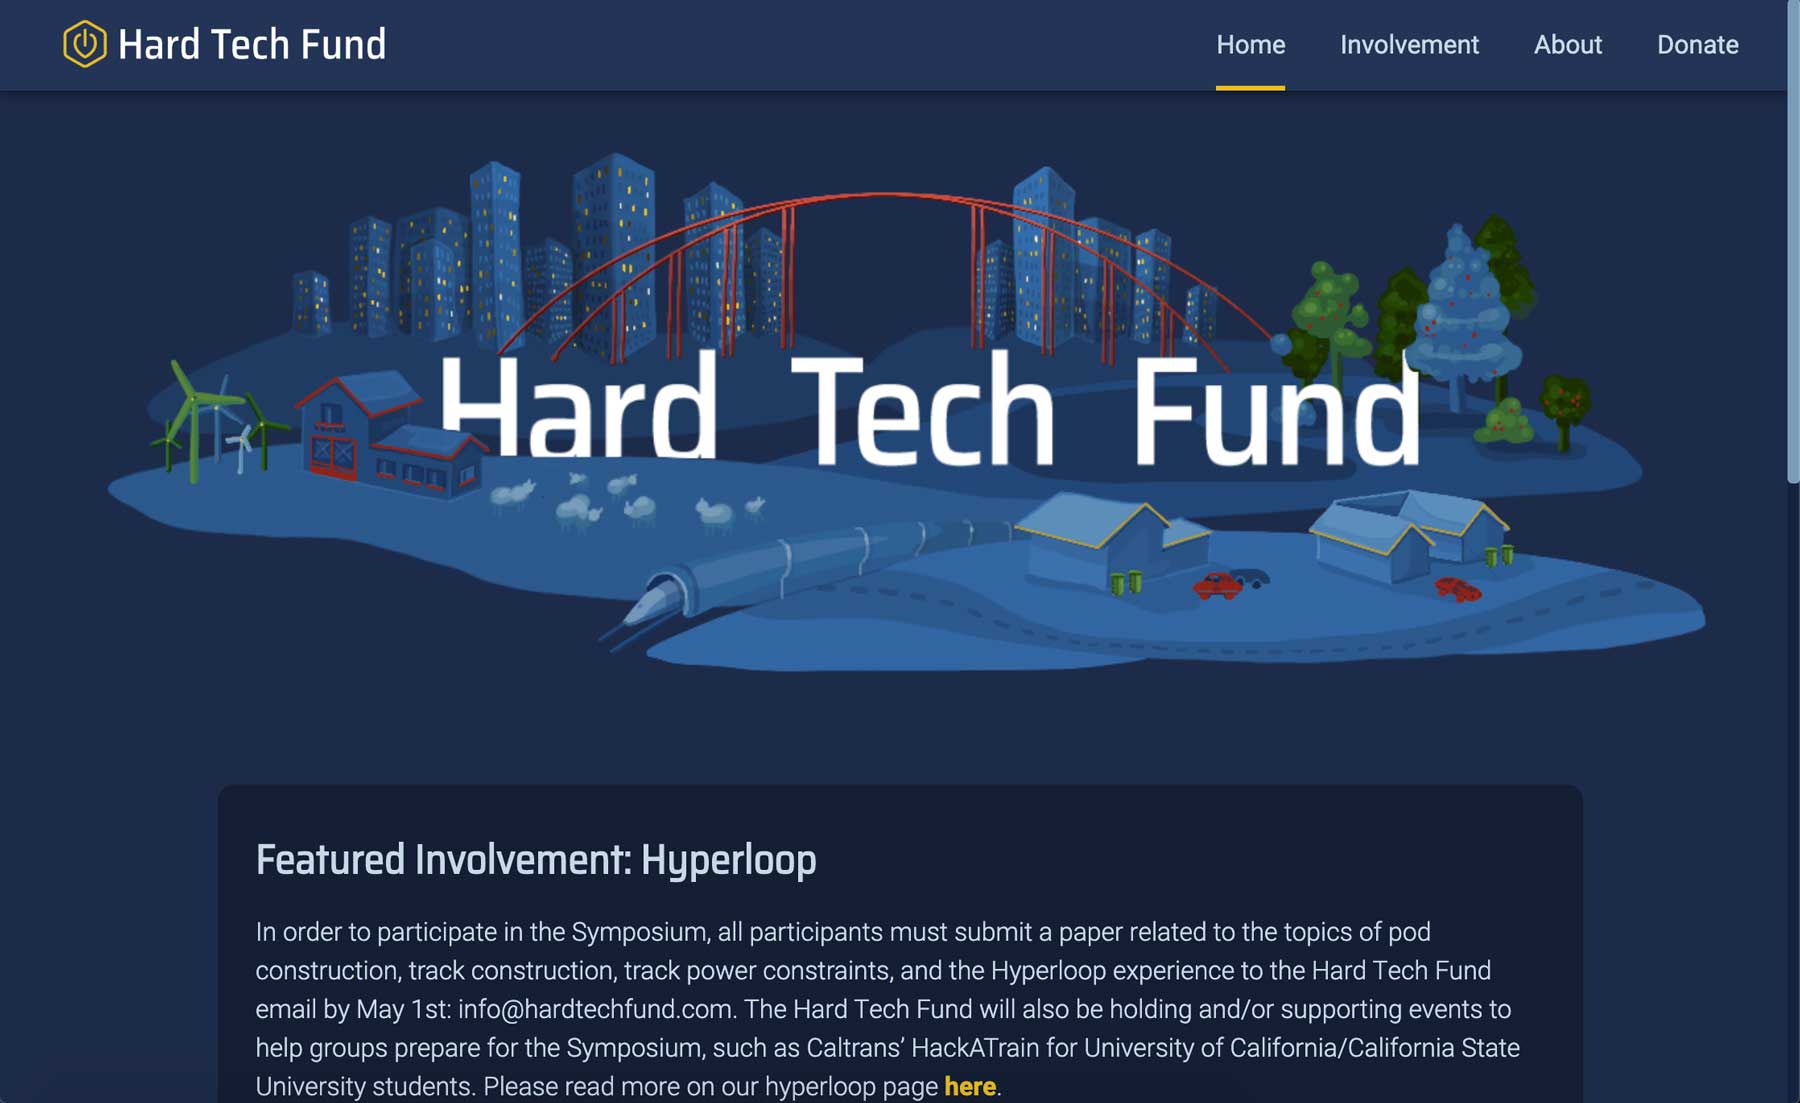 Hard Tech Fund
Home
Involvement
About
Donate
Hard Tech Fund
Featured Involvement: Hyperloop
In order to participate in the Symposium, all participants must submit a paper related to the topics of pod
construction, track construction, track power constraints, and the Hyperloop experience to the Hard Tech Fund
email by May 1st: info@hardtechfund.com. The Hard Tech Fund will also be holding and/or supporting events to
help groups prepare for the Symposium, such as Caltrans’ HackATrain for University of California/California State
University students. Please read more on our hyperloop page here.